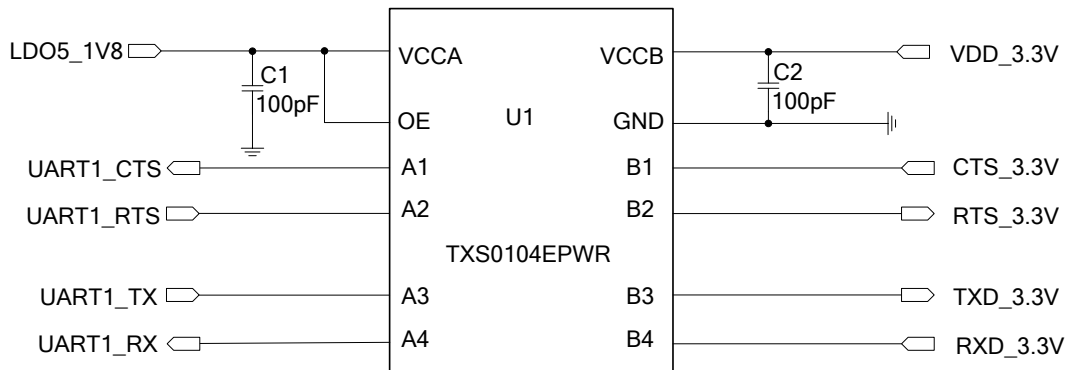 LDO5_1V8 VCCA VCCB VDD_3.3V
C1 C2
100pF 100pF
OE U1 GND
UART1_CTS A1 B1 CTS_3.3V
UART1_RTS A2 B2 RTS_3.3V
TXS0104EPWR
UART1_TX A3 B3 TXD_3.3V
UART1_RX A4 B4 RXD_3.3V